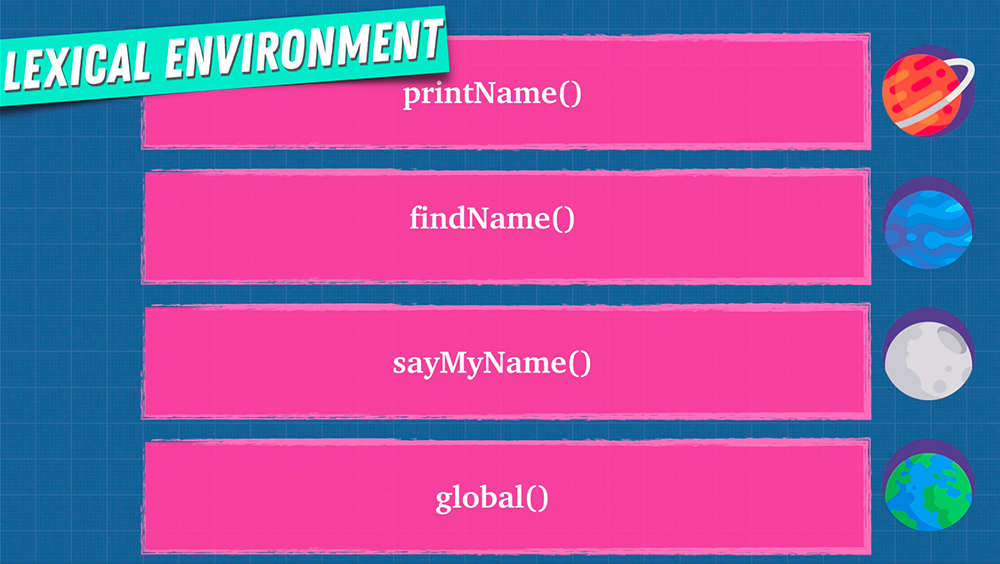 LEXICAL ENVIRONMENT
printName()
findName()
sayMyName()
global()